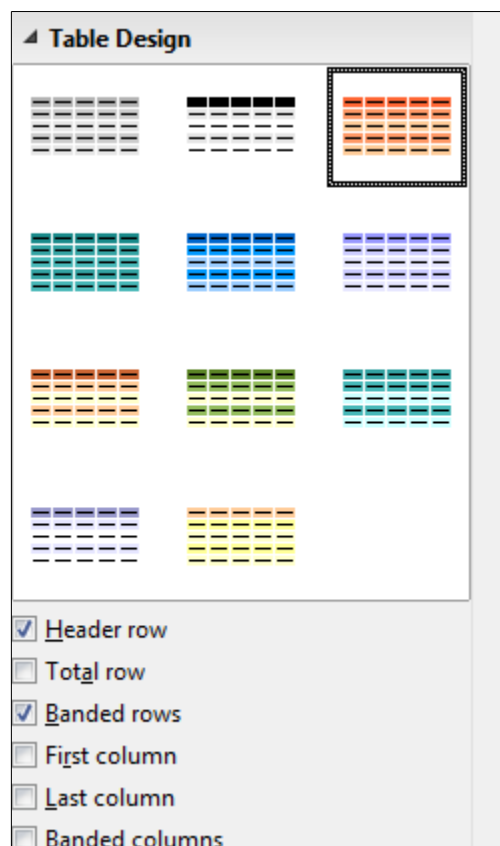 Table Design
Header row
Total row
Banded rows
First column
Last column
Banded columns